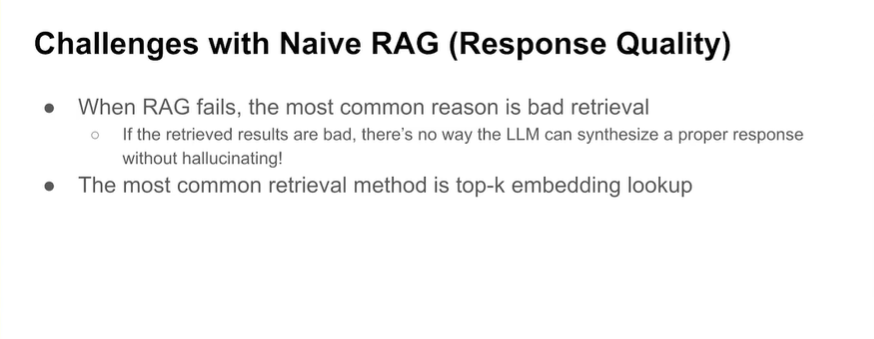 Challenges with Naive RAG (Response Quality)
● When RAG fails, the most common reason is bad retrieval
○ If the retrieved results are bad, there's no way the LLM can synthesize a proper response
without hallucinating!
● The most common retrieval method is top-k embedding lookup